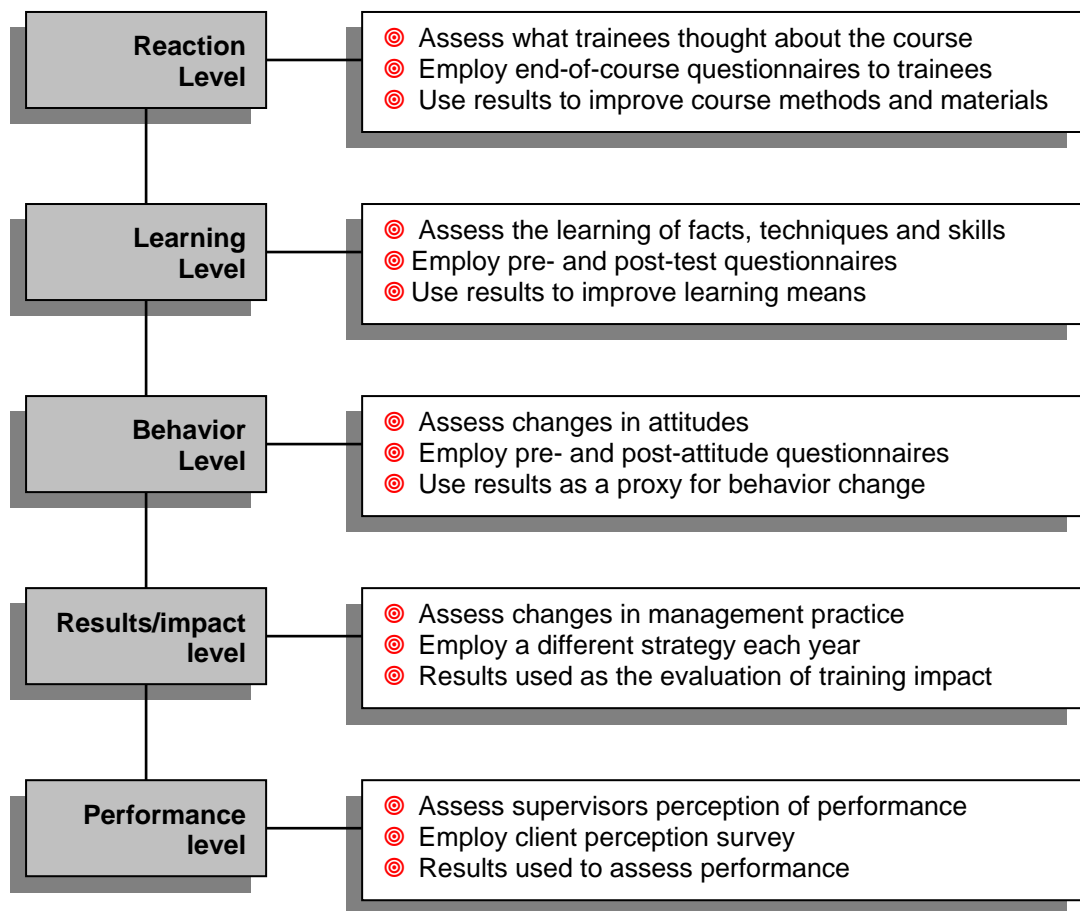 Reaction
Level
Assess what trainees thought about the course
Employ end-of-course questionnaires to trainees
Use results to improve course methods and materials
Learning
Level
Assess the learning of facts, techniques and skills
Employ pre- and post-test questionnaires
Use results to improve learning means
Behavior
Level
Assess changes in attitudes
Employ pre- and post-attitude questionnaires
Use results as a proxy for behavior change
Results/impact
level
Assess changes in management practice
Employ a different strategy each year
Results used as the evaluation of training impact
Performance
level
Assess supervisors perception of performance
Employ client perception survey
Results used to assess performance